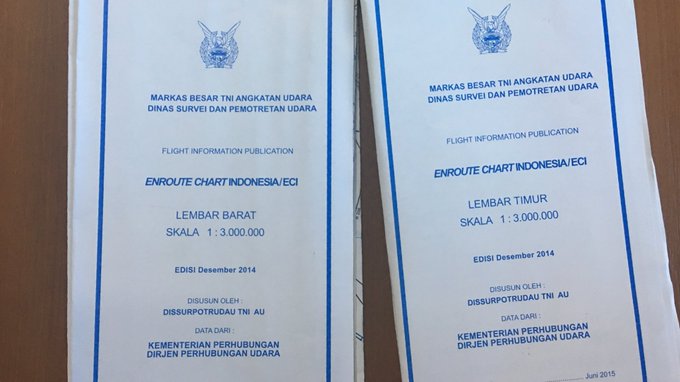 MARKAS BESAR TNI ANGKATAN UDARA
DINAS SURVEI DAN PEMOTRETAN UDARA
FLIGHT INFORMATION PUBLICATION
ENROUTE CHART INDONESIA/ECI
LEMBAR BARAT
SKALA 1 : 3.000.000
EDISI Desember 2014
DISUSUN OLEH :
DISSURPOTRUDAU TNI AU
DATA DARI :
KEMENTERIAN PERHUBUNGAN
DIRJEN PERHUBUNGAN UDARA
MARKAS BESAR TNI ANGKATAN UDARA
DINAS SURVEI DAN PEMOTRETAN UDARA
FLIGHT INFORMATION PUBLICATION
ENROUTE CHART INDONESIA/ECI
LEMBAR TIMUR
SKALA 1 : 3.000.000
EDISI Desember 2014
DISUSUN OLEH :
DISSURPOTRUDAU TNI AU
DATA DARI :
KEMENTERIAN PERHUBUNGAN
DIRJEN PERHUBUNGAN UDARA
Juni 2015